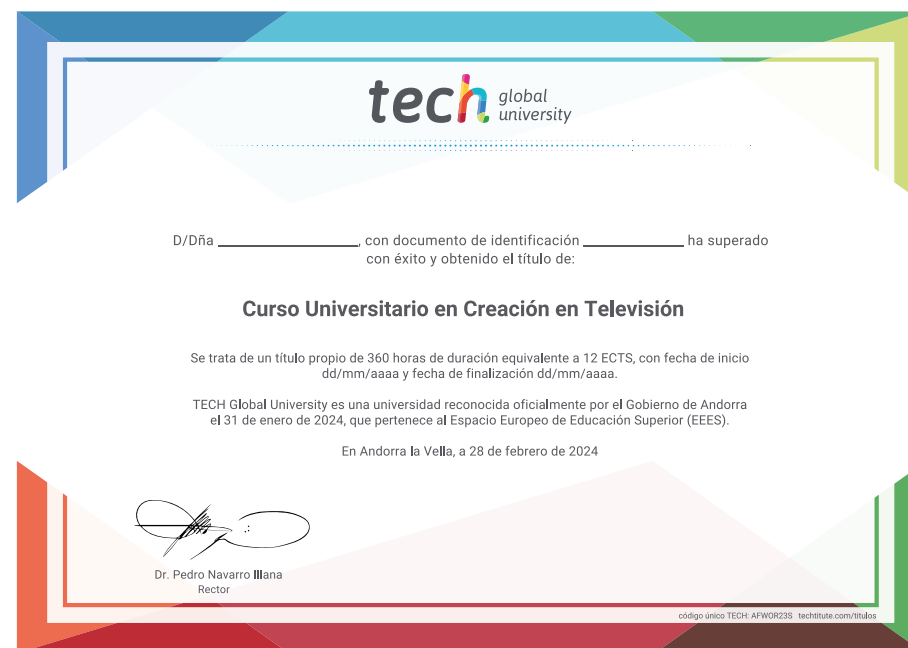 tech global university
D/Dña ____________________, con documento de identificación ______________ ha superado
con éxito y obtenido el título de:
Curso Universitario en Creación en Televisión
Se trata de un título propio de 360 horas de duración equivalente a 12 ECTS, con fecha de inicio
dd/mm/aaaa y fecha de finalización dd/mm/aaaa.
TECH Global University es una universidad reconocida oficialmente por el Gobierno de Andorra
el 31 de enero de 2024, que pertenece al Espacio Europeo de Educación Superior (EEES).
En Andorra la Vella, a 28 de febrero de 2024
Dr. Pedro Navarro Illana
Rector
código único TECH: AFWOR23S techtitute.com/titulos